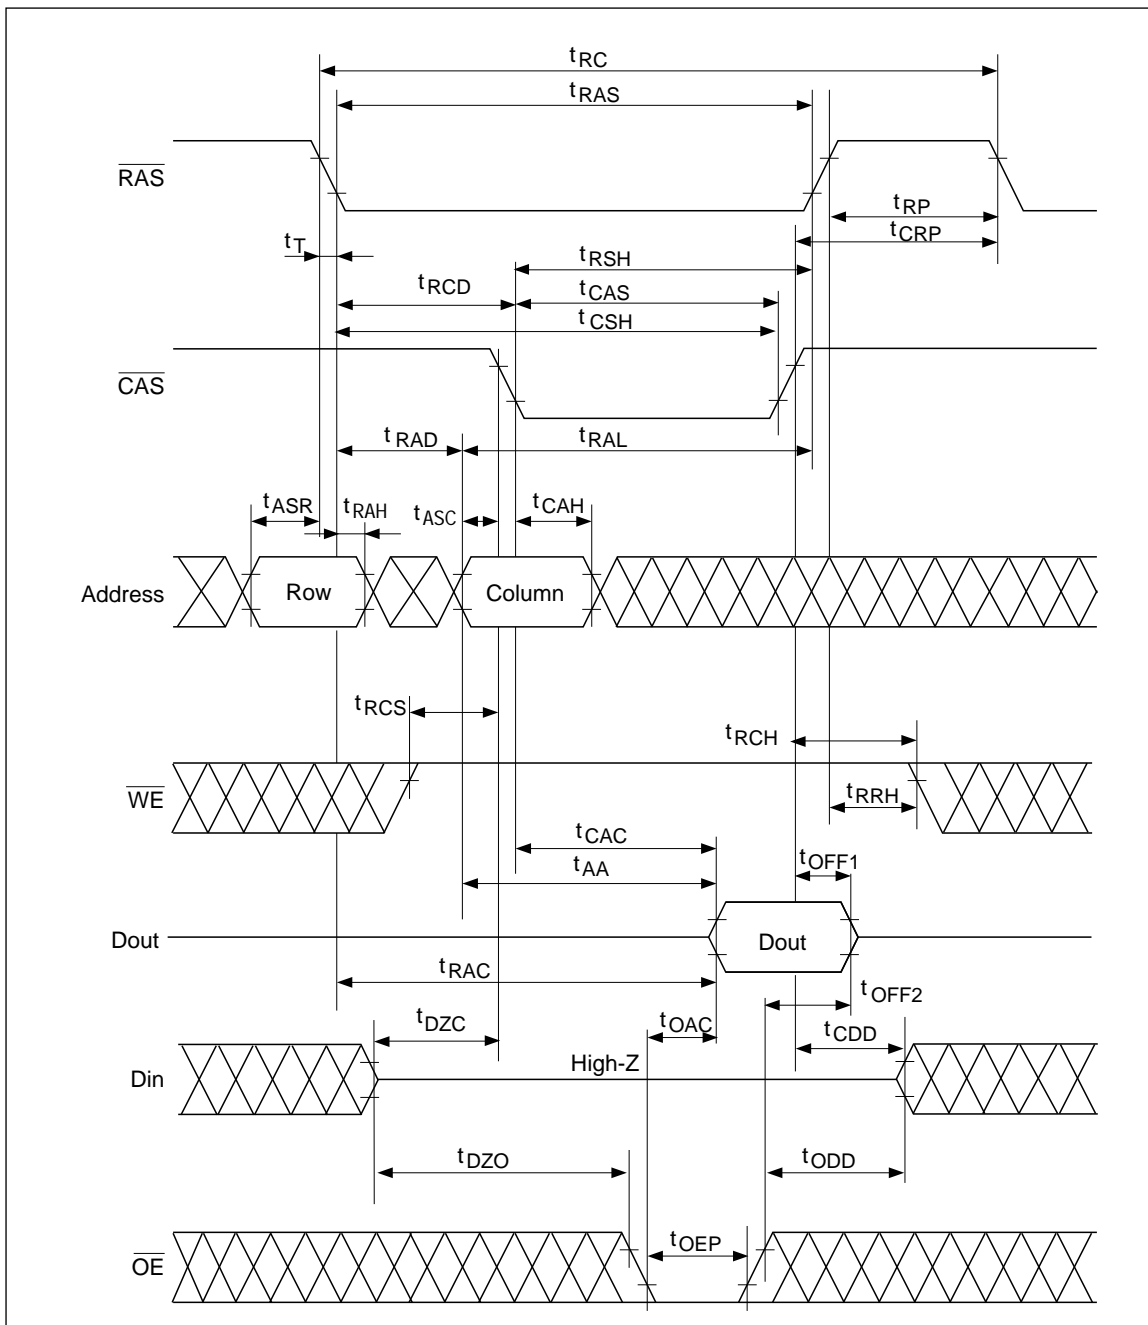 tRC
tRAS
RAS
tRP
tT
tCRP
tRSH
tRCD
tCAS
tCSH
CAS
tRAD
tRAL
tASR
tRAH
tASC
tCAH
Address
Row
Column
tRCS
tRCH
WE
tRRH
tCAC
tOFF1
tAA
Dout
Dout
tRAC
tOFF2
tDZC
tOAC
tCDD
High-Z
Din
tDZO
tODD
tOEP
OE